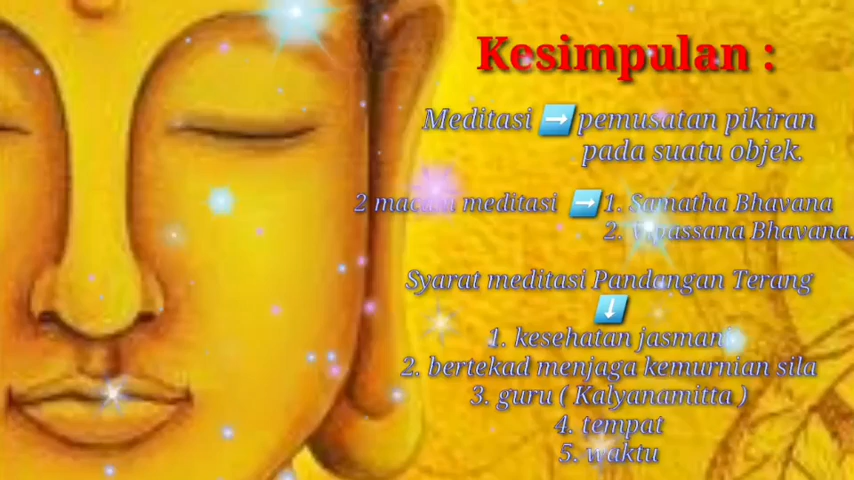 Kesimpulan :
Meditasi ➡ pemusatan pikiran
pada suatu objek.
2 macam meditasi ➡ 1. Samatha Bhavana
2. Vipassana Bhavana.
Syarat meditasi Pandangan Terang
⬇
1. kesehatan jasmani
2. bertekad menjaga kemurnian sila
3. guru ( Kalyanamitta )
4. tempat
5. waktu